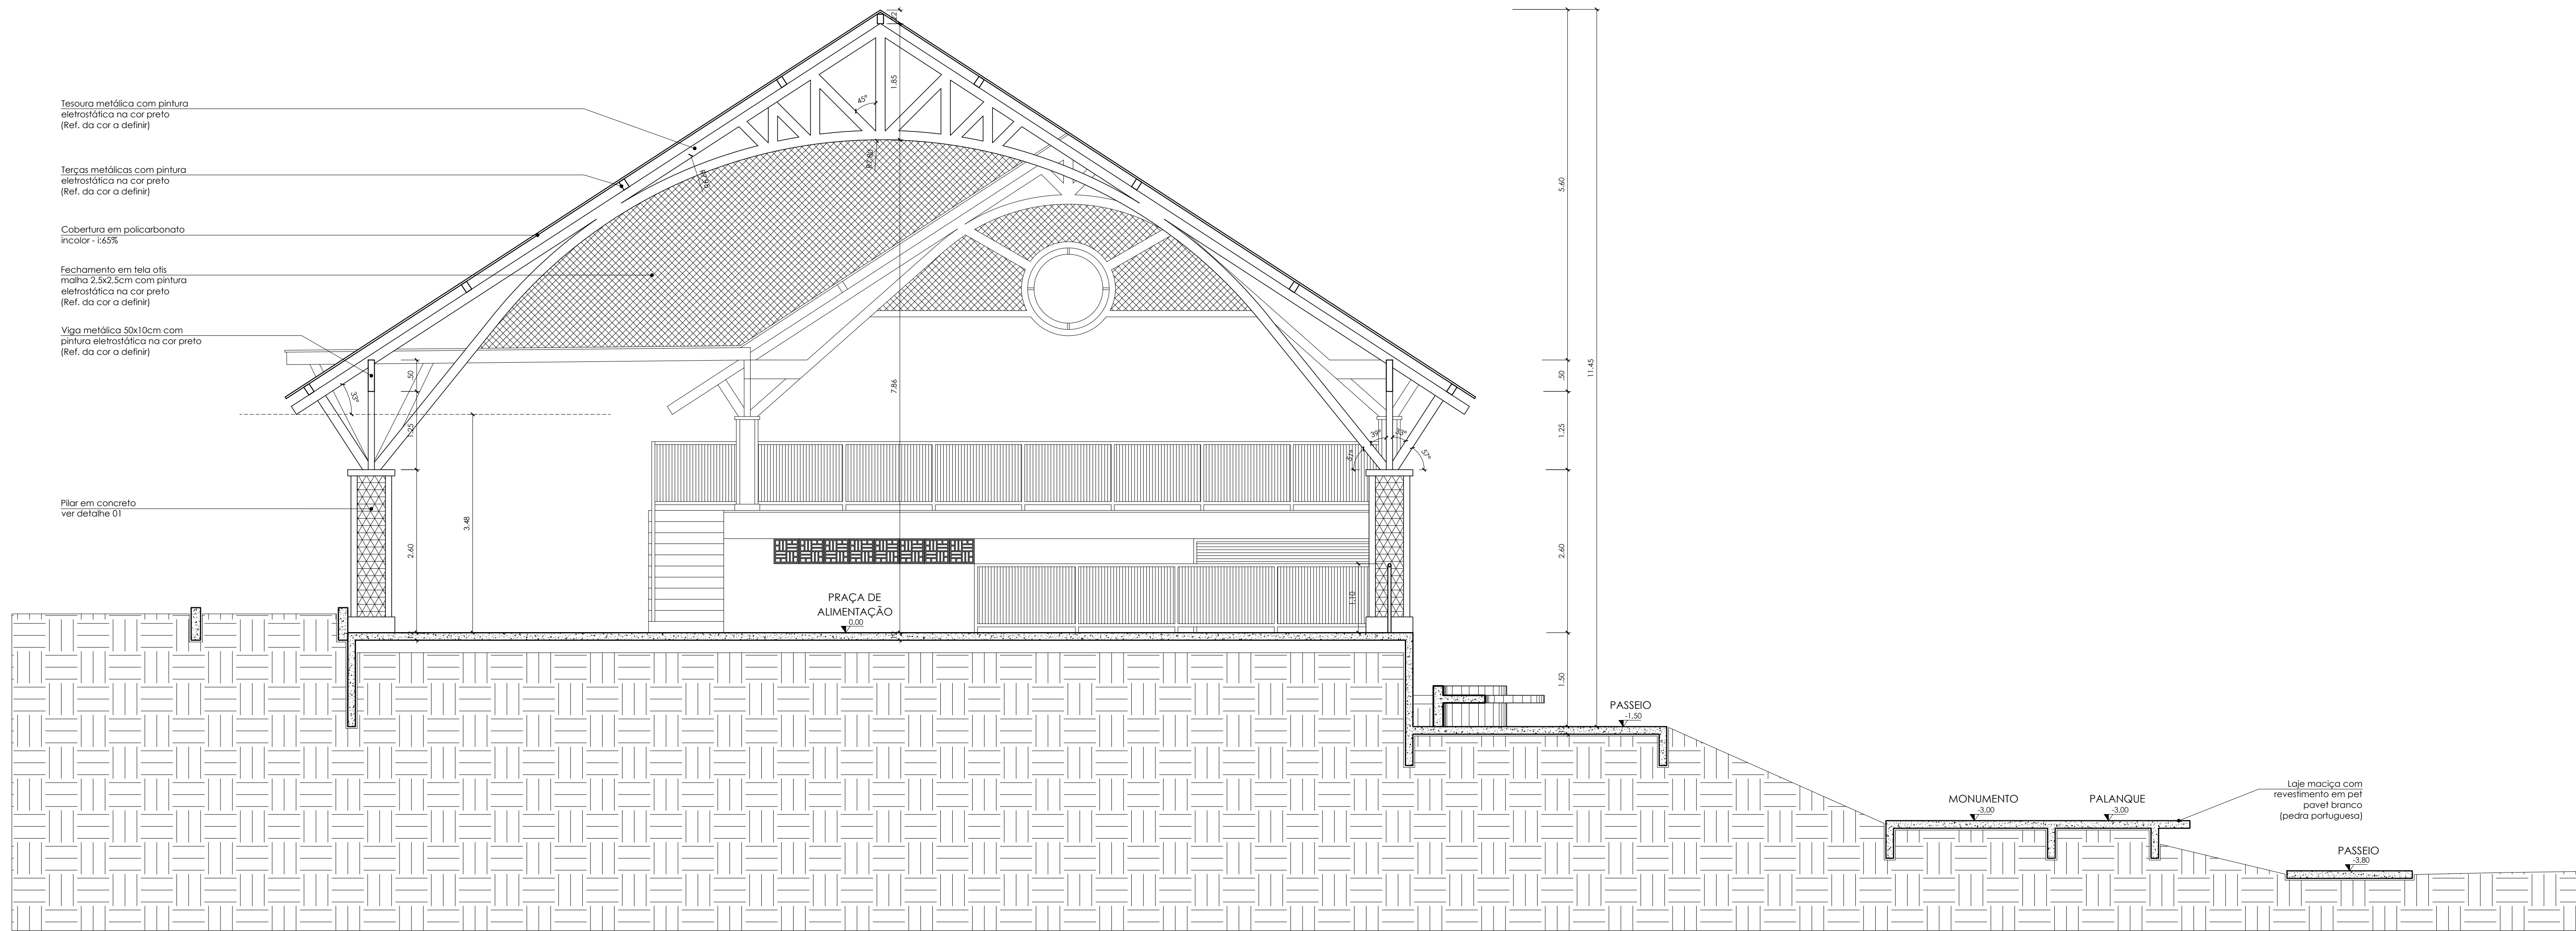 Tesoura metálica com pintura
eletrostática na cor preto
(Ref. da cor a definir)
Terças metálicas com pintura
eletrostática na cor preto
(Ref. da cor a definir)
Cobertura em policarbonato
incolor - i:65%
Fechamento em tela otis
malha 2,5x2,5cm com pintura
eletrostática na cor preto
(Ref. da cor a definir)
Viga metálica 50x10cm com
pintura eletrostática na cor preto
(Ref. da cor a definir)
Pilar em concreto
ver detalhe 01
33°
.50
1.25
2.60
3.48
45°
1.85
R7.80
7.86
PRAÇA DE
ALIMENTAÇÃO
0,00
1.10
39°
51°
57°
5.60
.50
1.25
2.60
1.50
11.45
PASSEIO
-1,50
MONUMENTO
-3,00
PALANQUE
-3,00
Laje maciça com
revestimento em pet
pavet branco
(pedra portuguesa)
PASSEIO
-3,80